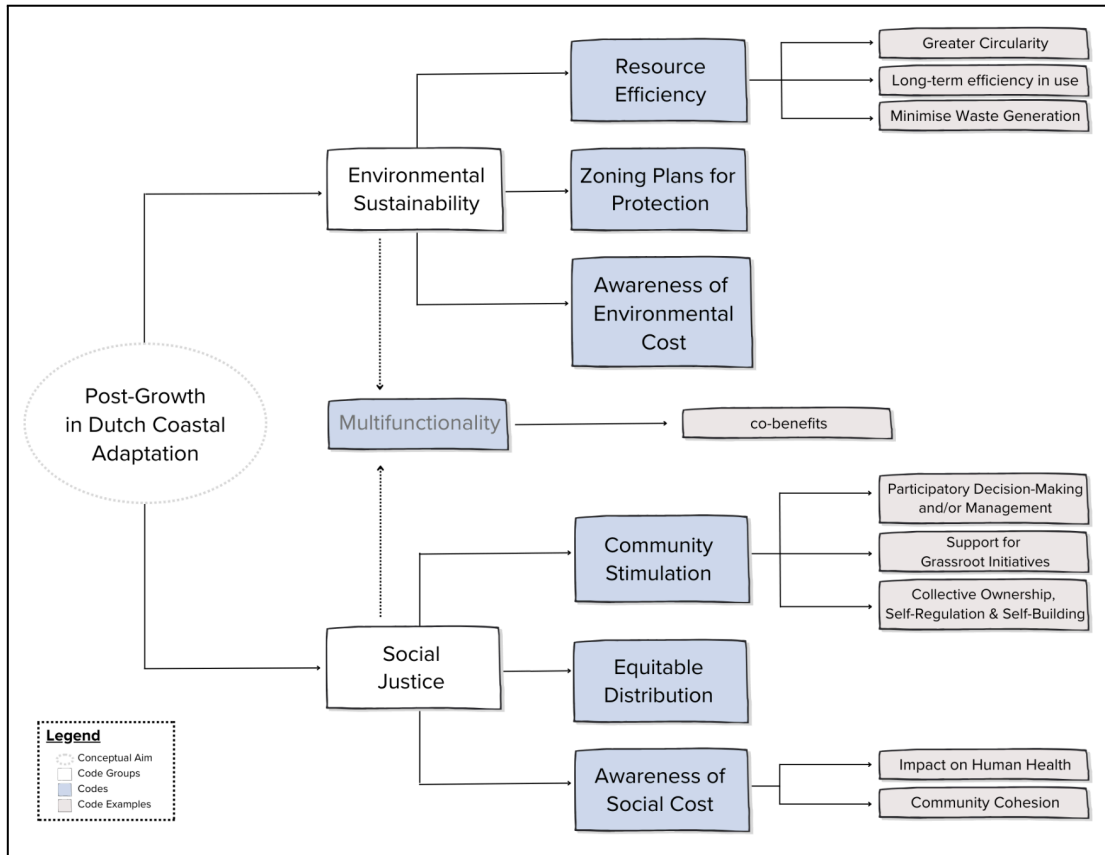 Resource
Efficiency
Greater Circularity
Long-term efficiency in use
Minimise Waste Generation
Environmental
Sustainability
Zoning Plans for
Protection
Awareness of
Environmental
Cost
Post-Growth
in Dutch Coastal
Adaptation
Multifunctionality
co-benefits
Community
Stimulation
Participatory Decision-Making
and/or Management
Support for
Grassroot Initiatives
Collective Ownership,
Self-Regulation & Self-Building
Social
Justice
Equitable
Distribution
Awareness of
Social Cost
Impact on Human Health
Community Cohesion
Legend
Conceptual Aim
Code Groups
Codes
Code Examples